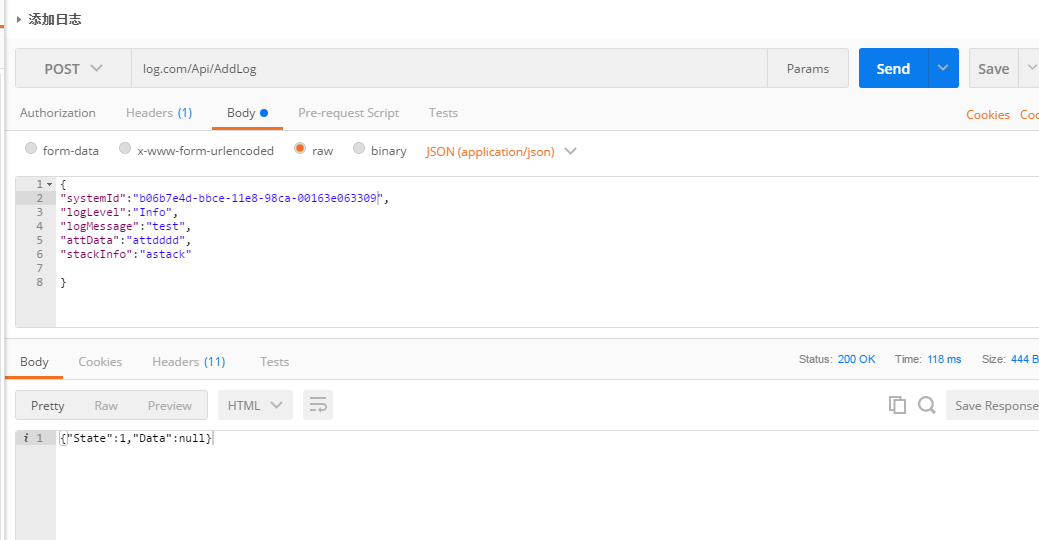 添加日志
POST log.com/Api/AddLog Params Send Save
Authorization Headers (1) Body Pre-request Script Tests Cookies
form-data x-www-form-urlencoded raw binary JSON (application/json)
1 {
2 "systemId":"b06b7e4d-bbce-11e8-98ca-00163e063309",
3 "logLevel":"Info",
4 "logMessage":"test",
5 "attData":"attdddd",
6 "stackInfo":"astack"
7
8 }
Body Cookies Headers (11) Tests Status: 200 OK Time: 118 ms Size: 444 B
Pretty Raw Preview HTML Save Response
i 1 {"State":1,"Data":null}